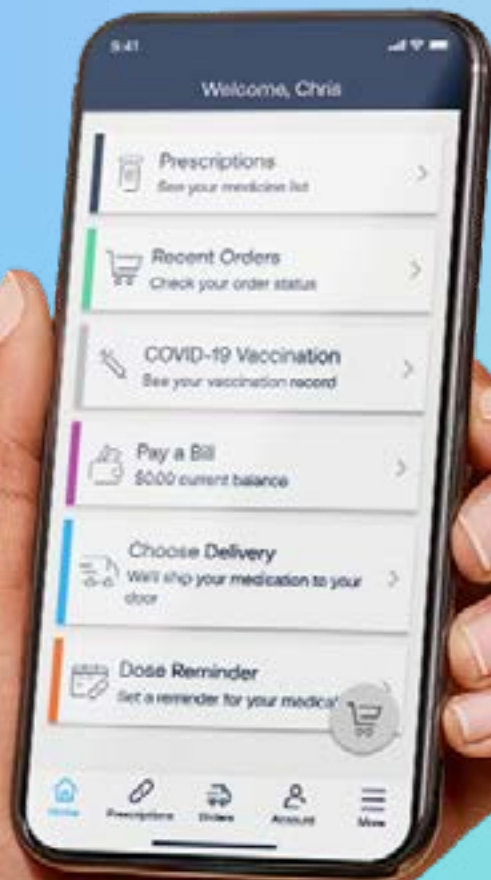 9:41
Welcome, Chris
Prescriptions
See your medicine list
Recent Orders
Check your order status
COVID-19 Vaccination
See your vaccination record
Pay a Bill
$0.00 current balance
Choose Delivery
We'll ship your medication to your
door
Dose Reminder
Set a reminder for your medica
Home
Prescriptions
Orders
Account
More